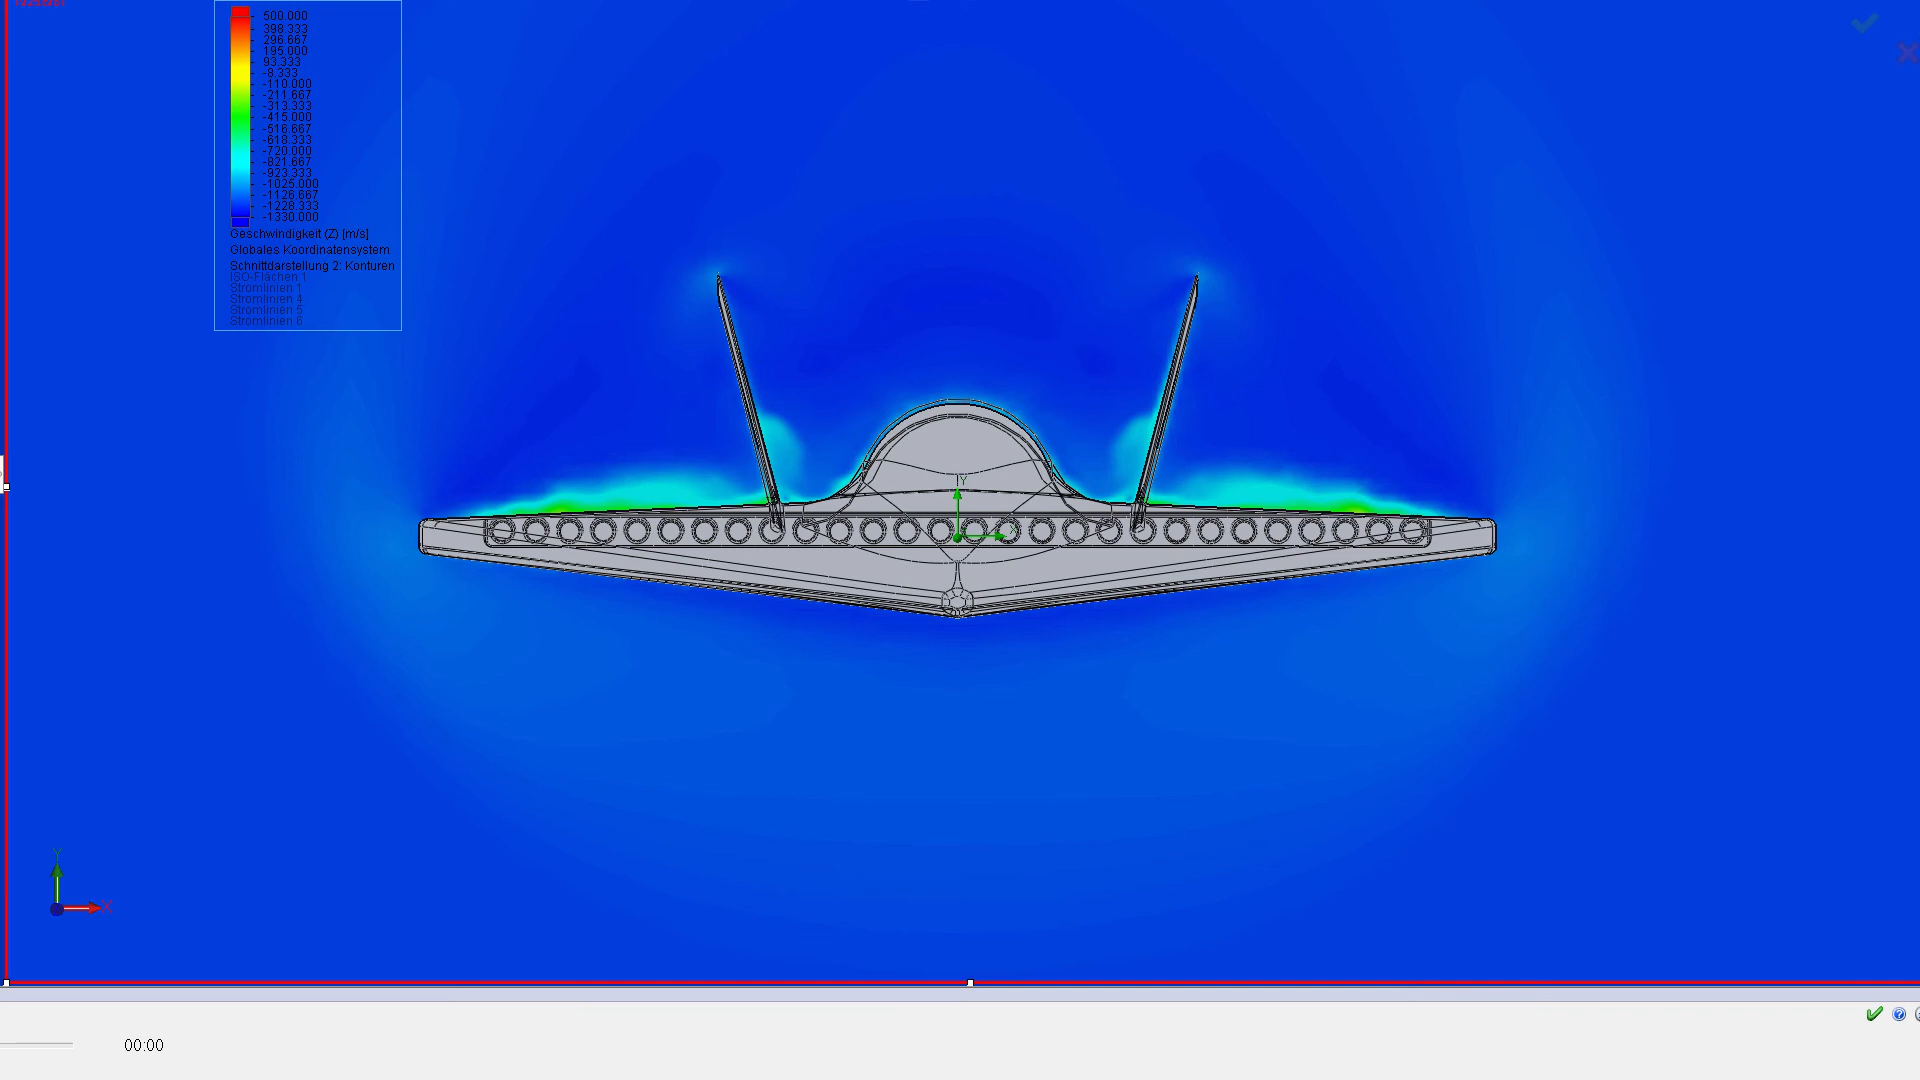 500.000
398.333
296.667
195.000
93.333
-8.333
-110.000
-211.667
-313.333
-415.000
-516.667
-618.333
-720.000
-821.667
-923.333
-1025.000
-1126.667
-1228.333
-1330.000
Geschwindigkeit (Z) [m/s]
Globales Koordinatensystem
Schnittdarstellung 2: Konturen
ISO-Flächen 1
Stromlinien 1
Stromlinien 4
Stromlinien 5
Stromlinien 6
Y
X
Y
X
00:00